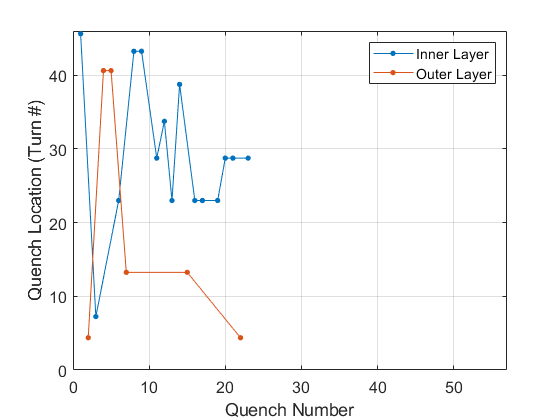 Inner Layer
Outer Layer
40
30
20
10
0
0 10 20 30 40 50
Quench Number
Quench Location (Turn #)